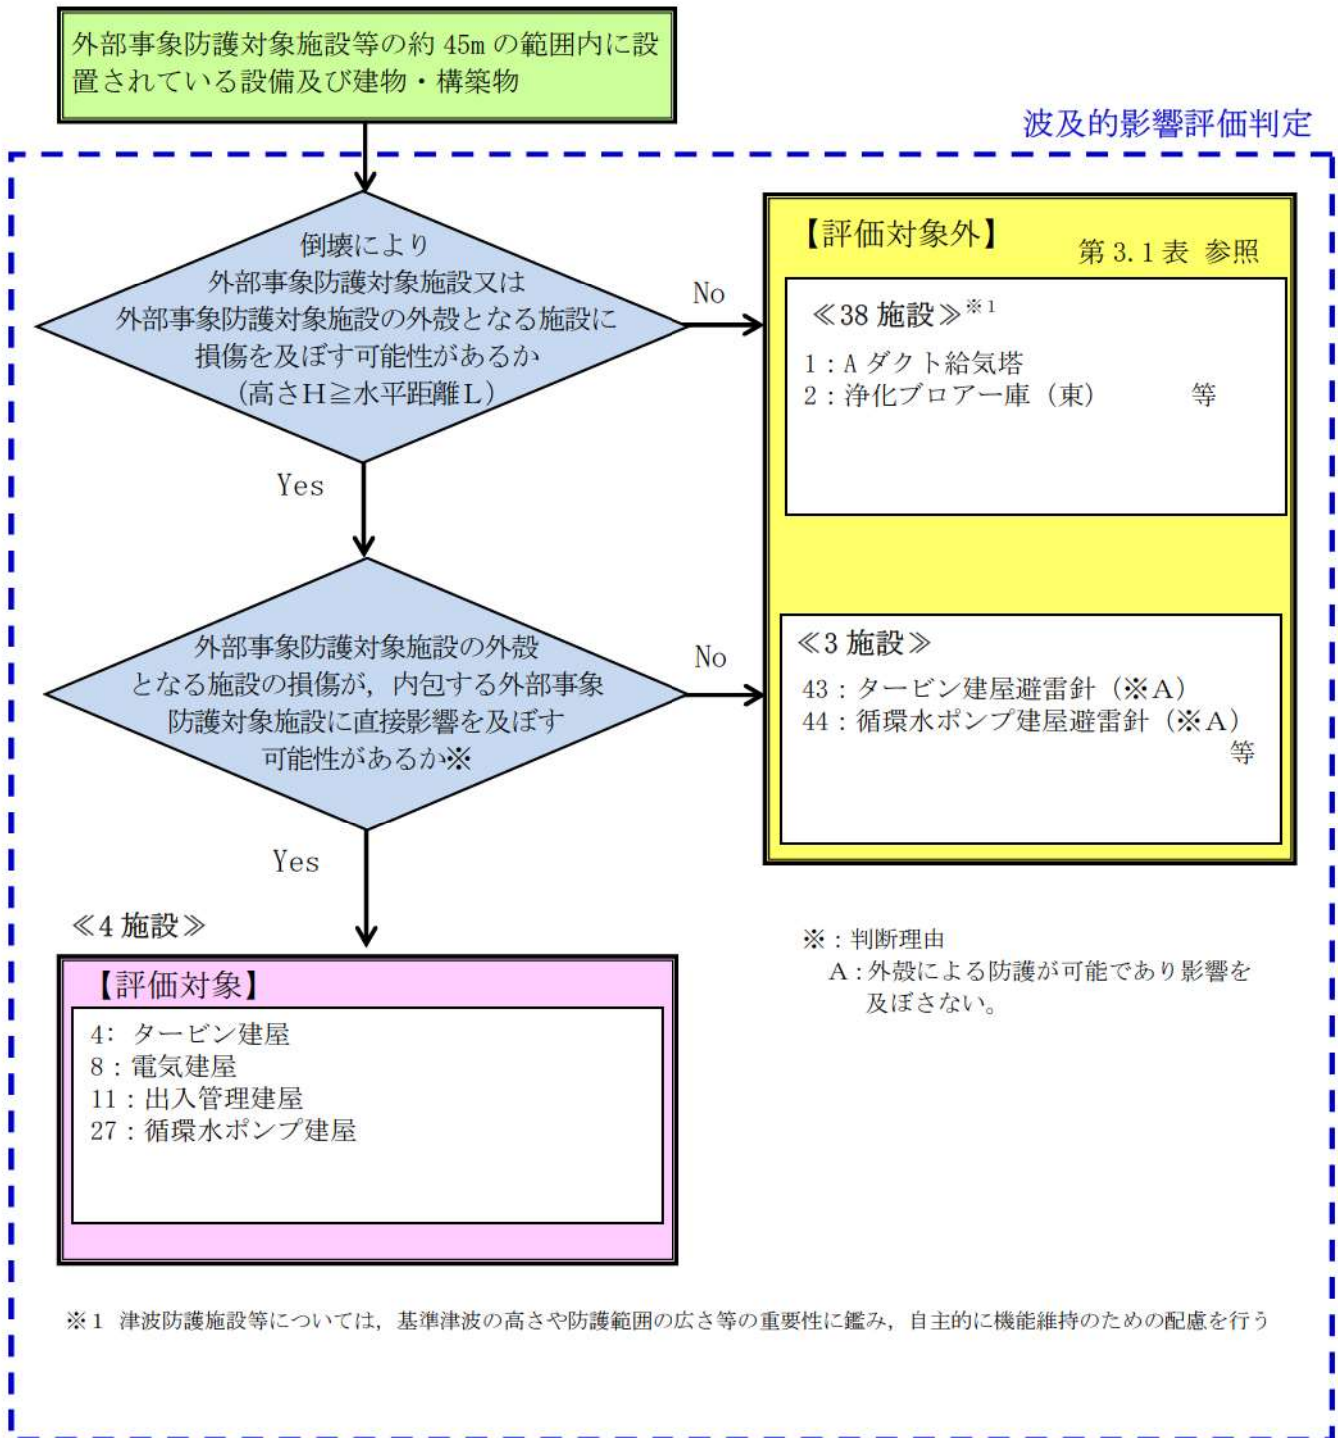 外部事象防護対象施設等の約 45m の範囲内に設
置されている設備及び建物・構築物
波及的影響評価判定
倒壊により
外部事象防護対象施設又は
外部事象防護対象施設の外殻となる施設に
損傷を及ぼす可能性があるか
(高さH≧水平距離L)
No
Yes
【評価対象外】
第 3.1 表 参照
≪38 施設≫※1
1：A ダクト給気塔
2：浄化ブロアー庫（東） 等
外部事象防護対象施設の外殻
となる施設の損傷が，内包する外部事象
防護対象施設に直接影響を及ぼす
可能性があるか※
No
Yes
≪3 施設≫
43：タービン建屋避雷針（※A）
44：循環水ポンプ建屋避雷針（※A）
等
≪4 施設≫
【評価対象】
4：タービン建屋
8：電気建屋
11：出入管理建屋
27：循環水ポンプ建屋
※：判断理由
A：外殻による防護が可能であり影響を
及ぼさない。
※1 津波防護施設等については，基準津波の高さや防護範囲の広さ等の重要性に鑑み，自主的に機能維持のための配慮を行う